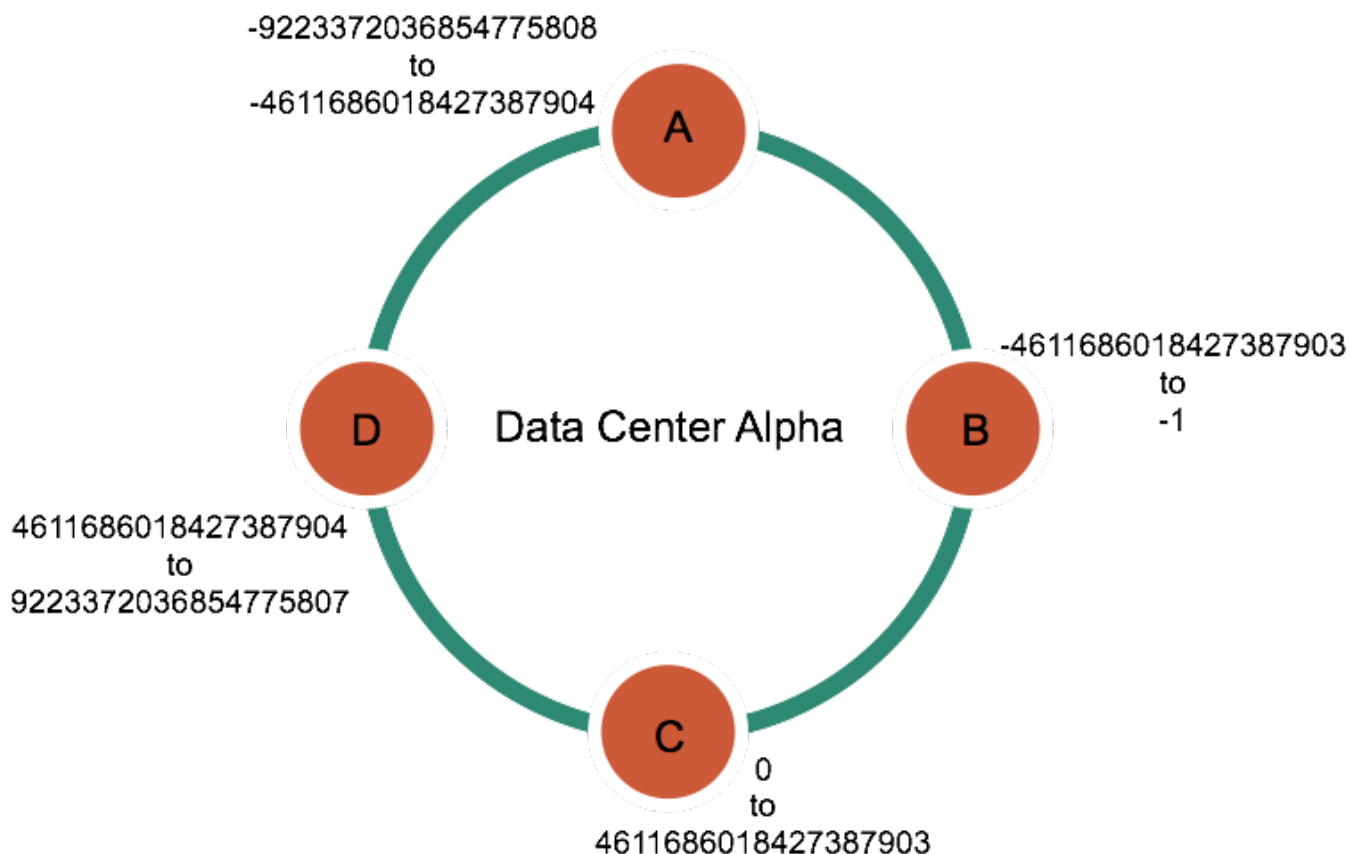 -9223372036854775808
to
-4611686018427387904
A
-4611686018427387903
to
-1
D
Data Center Alpha
B
4611686018427387904
to
9223372036854775807
C
0
to
4611686018427387903